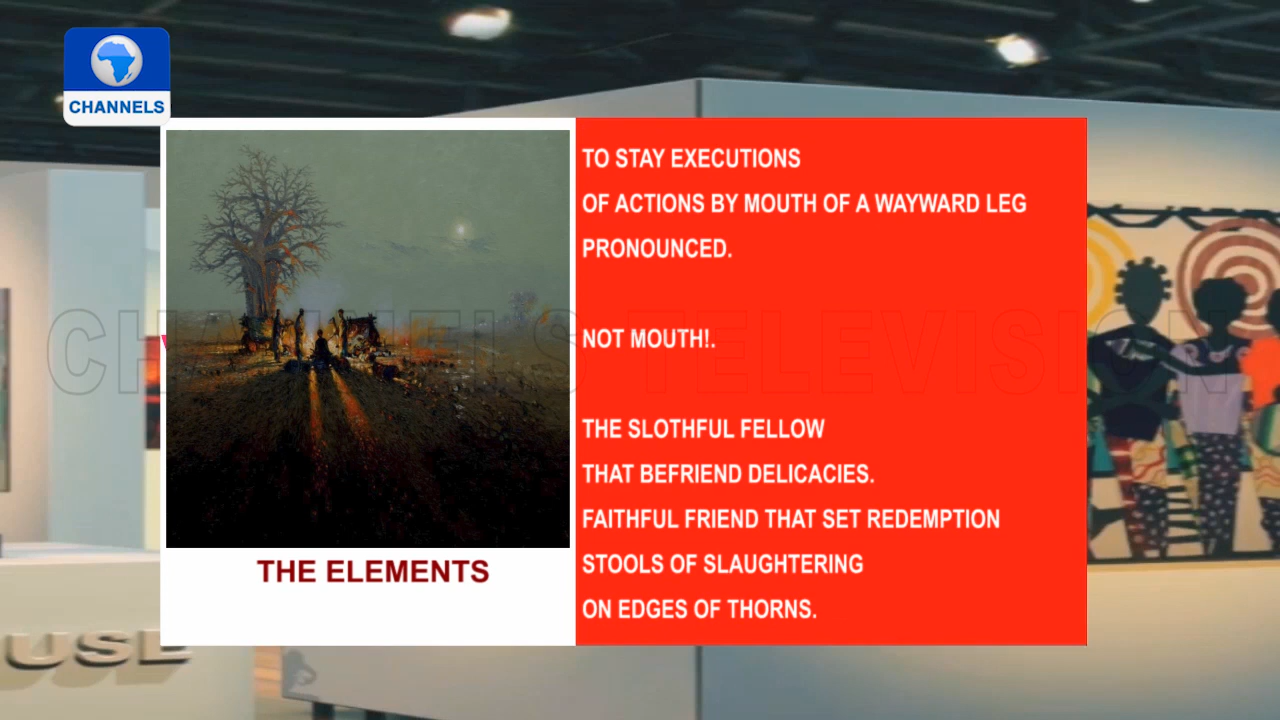 CHANNELS
TO STAY EXECUTIONS
OF ACTIONS BY MOUTH OF A WAYWARD LEG
PRONOUNCED.
NOT MOUTH!.
THE SLOTHFUL FELLOW
THAT BEFRIEND DELICACIES.
FAITHFUL FRIEND THAT SET REDEMPTION
STOOLS OF SLAUGHTERING
ON EDGES OF THORNS.
THE ELEMENTS
CHANNELS TELEVISION
USE